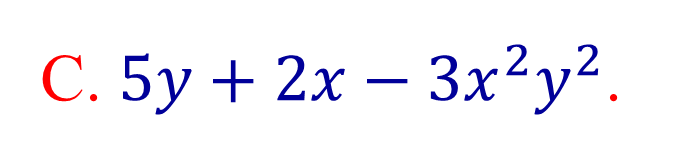 C. 5y + 2x − 3x²y².